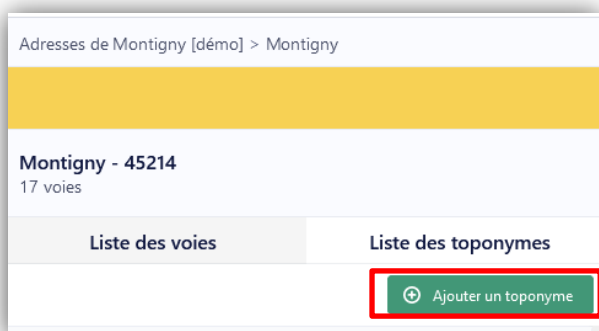 Adresses de Montigny [démo] > Montigny
Montigny - 45214
17 voies
Liste des voies
Liste des toponymes
Ajouter un toponyme